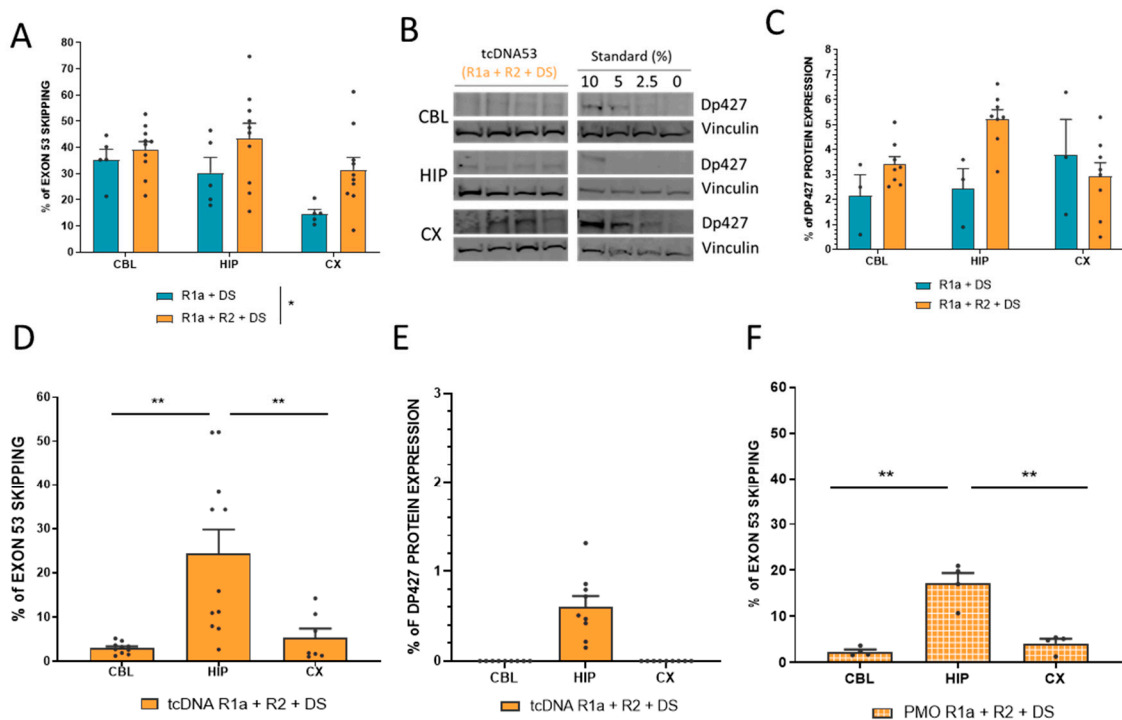 A
% of EXON 53 SKIPPING
80
70
60
50
40
30
20
10
0
CBL HIP CX
R1a + DS
R1a + R2 + DS
*
B
tcDNA53 Standard (%)
(R1a + R2 + DS) 10 5 2.5 0
CBL Dp427
Vinculin
HIP Dp427
Vinculin
CX Dp427
Vinculin
C
% of DP427 PROTEIN EXPRESSION
8
7
6
5
4
3
2
1
0
CBL HIP CX
R1a + DS
R1a + R2 + DS
D
% of EXON 53 SKIPPING
60
50
40
30
20
10
0
** **
CBL HIP CX
tcDNA R1a + R2 + DS
E
% OF DP427 PROTEIN EXPRESSION
3
2
1
0
CBL HIP CX
tcDNA R1a + R2 + DS
F
% of EXON 53 SKIPPING
60
50
40
30
20
10
0
** **
CBL HIP CX
PMO R1a + R2 + DS